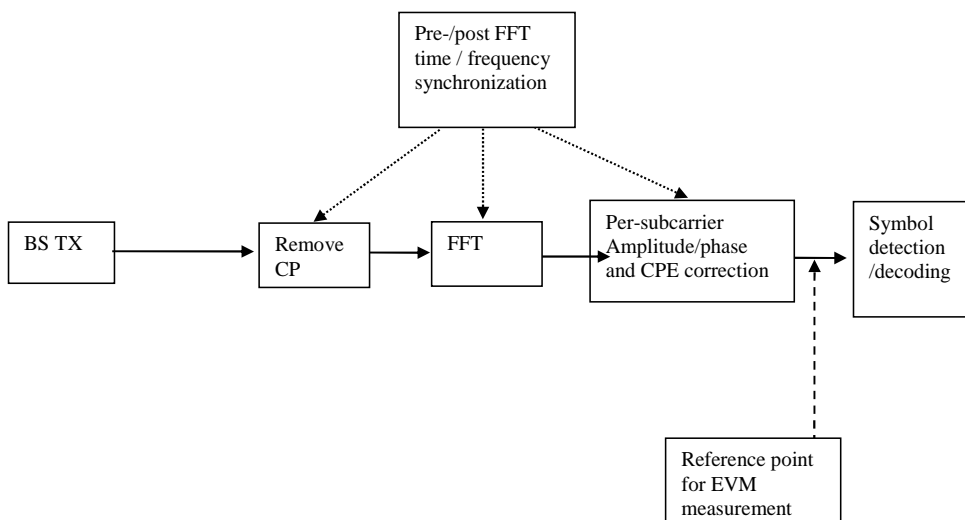 Pre-/post FFT
time / frequency
synchronization
BS TX
Remove
CP
FFT
Per-subcarrier
Amplitude/phase
and CPE correction
Symbol
detection
/decoding
Reference point
for EVM
measurement